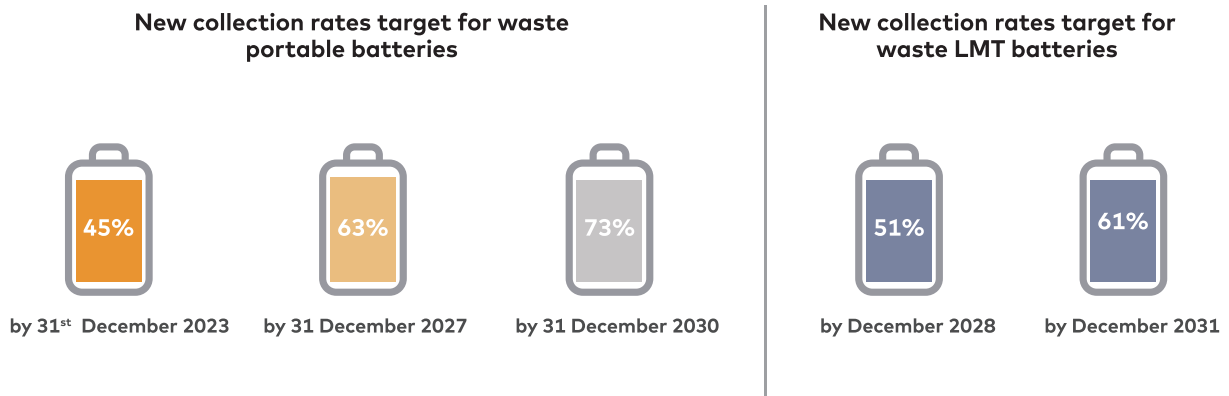 New collection rates target for waste
portable batteries
45%
63%
73%
by 31st  December 2023
by 31 December 2027
by 31 December 2030
New collection rates target for
waste LMT batteries
51%
61%
by December 2028
by December 2031